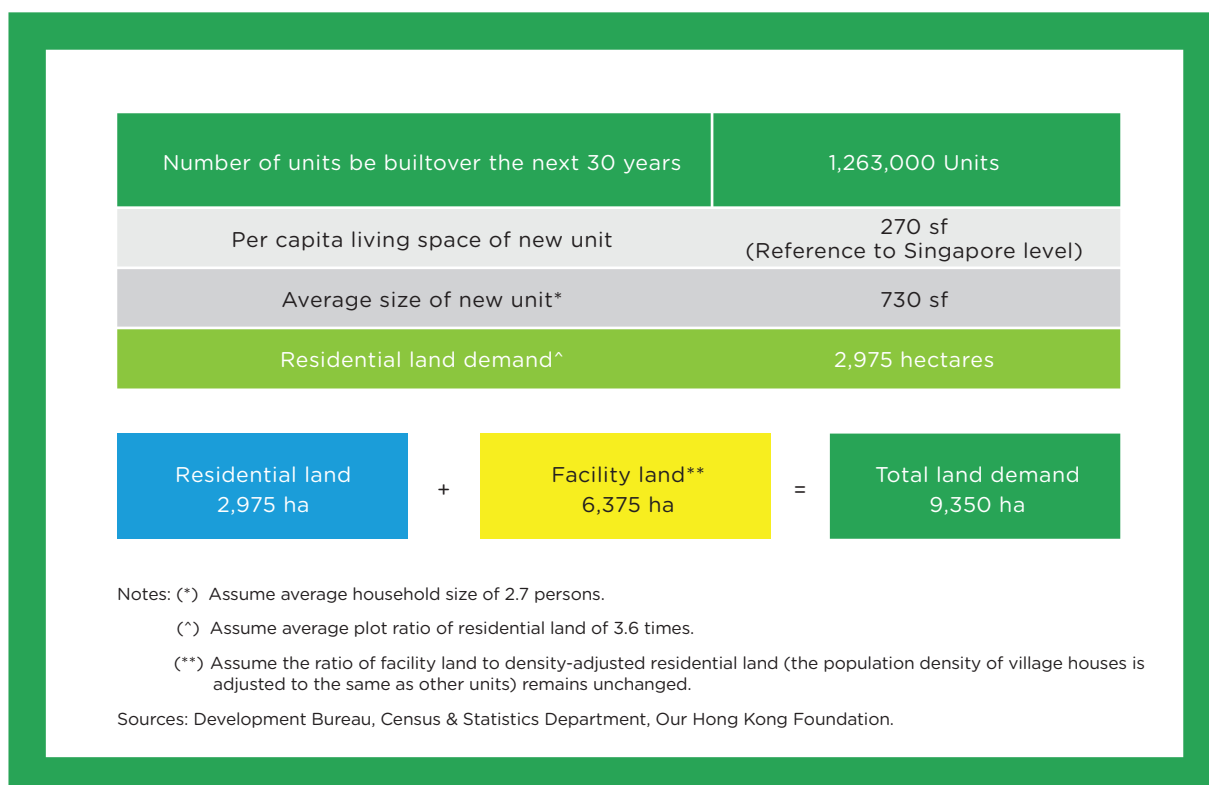 Number of units be builtover the next 30 years
1,263,000 Units
Per capita living space of new unit
270 sf
(Reference to Singapore level)
Average size of new unit*
730 sf
Residential land demand^
2,975 hectares
Residential land
2,975 ha
+
Facility land**
6,375 ha
=
Total land demand
9,350 ha
Notes: (*) Assume average household size of 2.7 persons.
(^) Assume average plot ratio of residential land of 3.6 times.
(**) Assume the ratio of facility land to density-adjusted residential land (the population density of village houses is
adjusted to the same as other units) remains unchanged.
Sources: Development Bureau, Census & Statistics Department, Our Hong Kong Foundation.